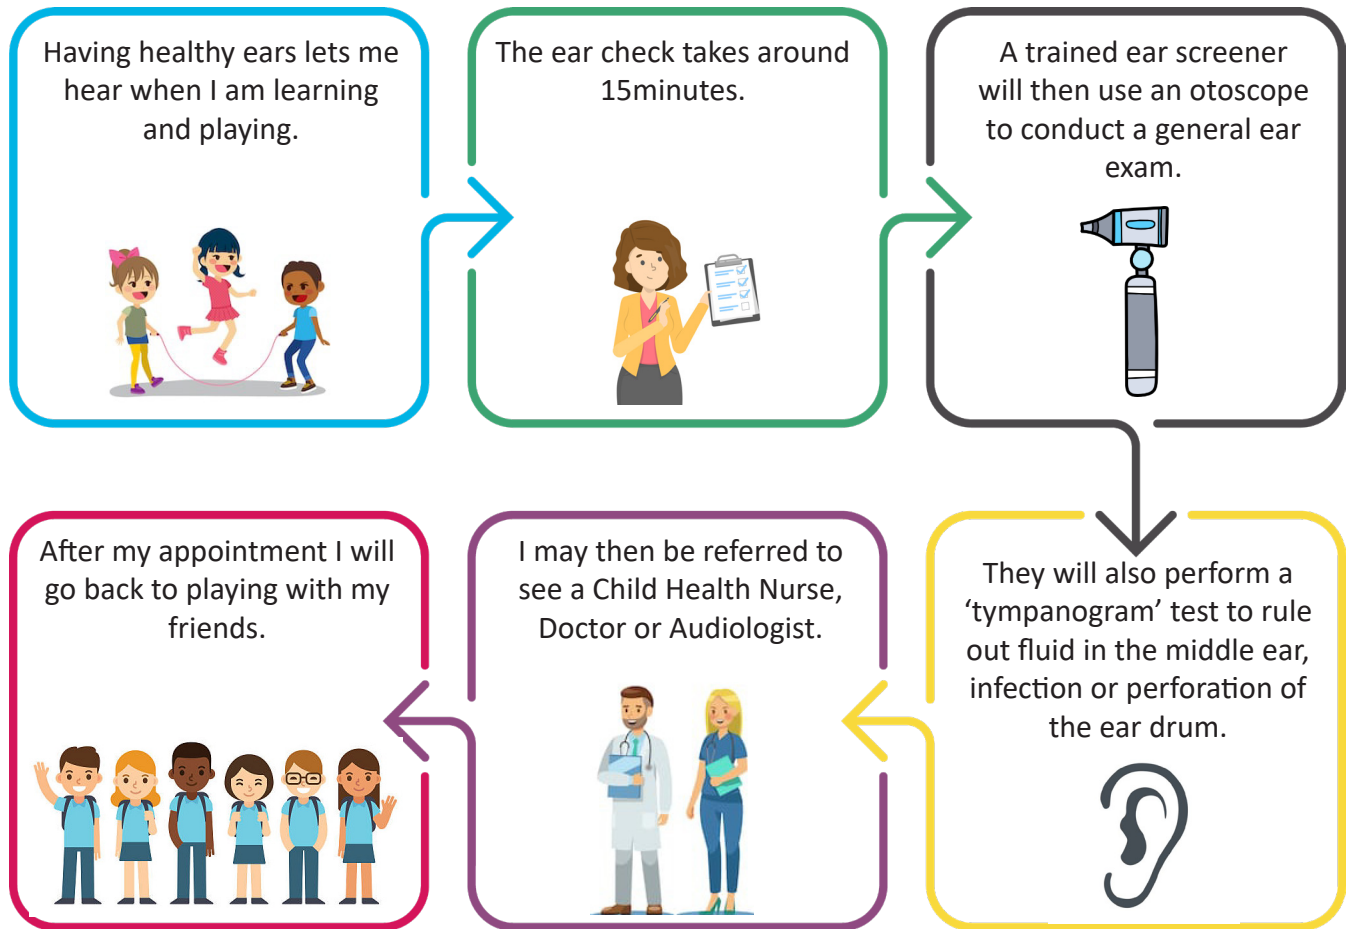 Having healthy ears lets me
hear when I am learning
and playing.
The ear check takes around
15minutes.
A trained ear screener
will then use an otoscope
to conduct a general ear
exam.
They will also perform a
‘tympanogram’ test to rule
out fluid in the middle ear,
infection or perforation of
the ear drum.
I may then be referred to
see a Child Health Nurse,
Doctor or Audiologist.
After my appointment I will
go back to playing with my
friends.